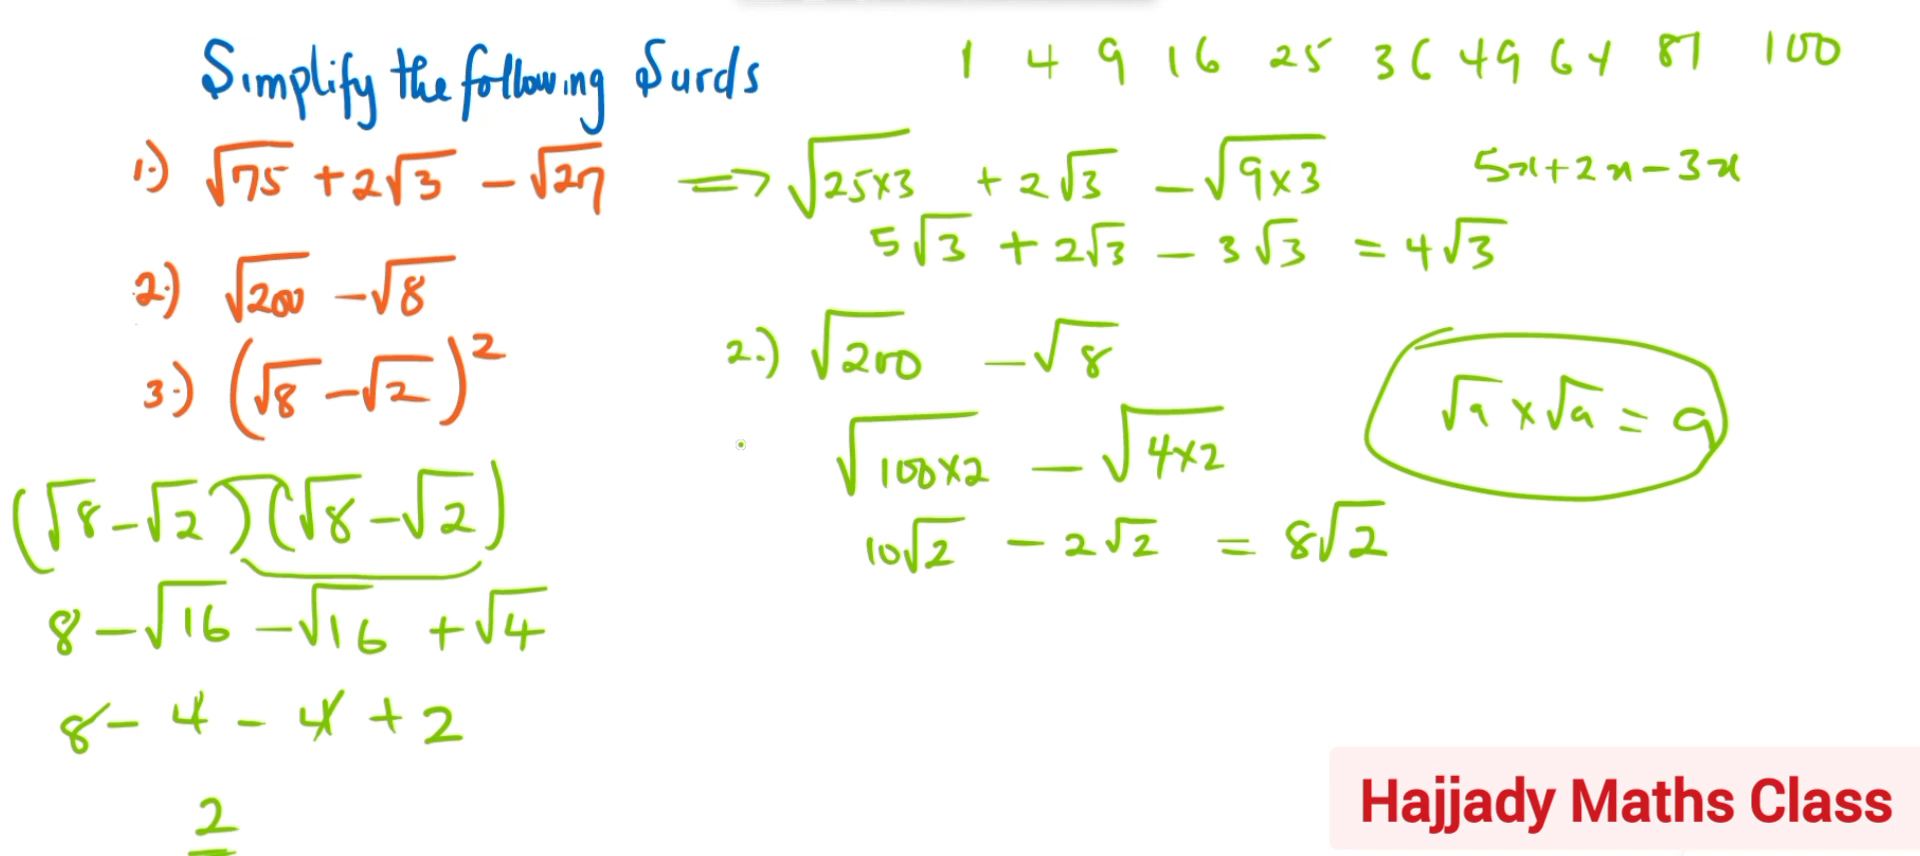 Simplify the following Surds
1.) √75 + 2√3 − √27
2.) √200 − √8
3.) (√8 − √2)²
(√8 − √2)(√8 − √2)
8 − √16 − √16 + √4
8 − 4 − 4 + 2
2
1 4 9 16 25 36 49 64 81 100
⇒ √25×3 + 2√3 − √9×3
5x + 2x − 3x
5√3 + 2√3 − 3√3 = 4√3
2.) √200 − √8
√100×2 − √4×2
10√2 − 2√2 = 8√2
√a × √a = a
Hajjady Maths Class